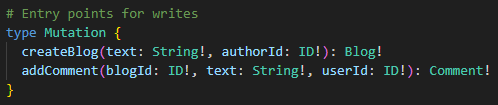 # Entry points for writes
type Mutation {
  createBlog(text: String!, authorId: ID!): Blog!
  addComment(blogId: ID!, text: String!, userId: ID!): Comment!
}